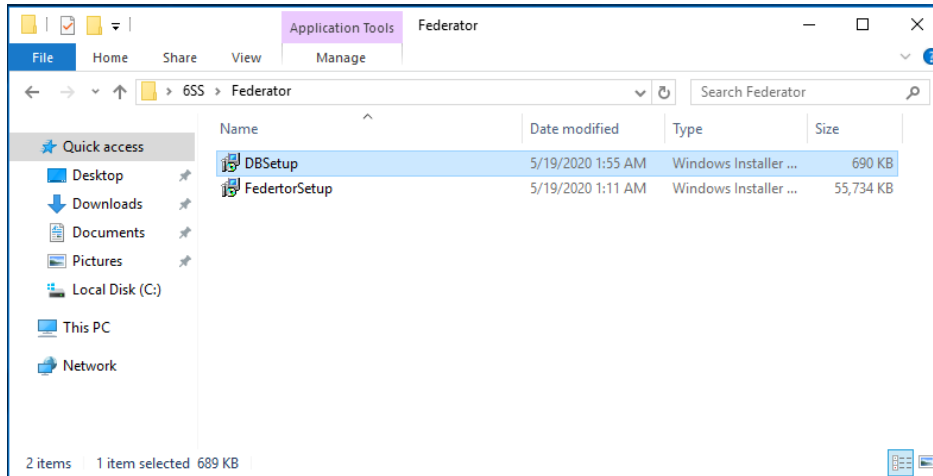 Application Tools Federator
File Home Share View Manage
6SS > Federator Search Federator
Name Date modified Type Size
Quick access
DBSetup 5/19/2020 1:55 AM Windows Installer ... 690 KB
Desktop
FedertorSetup 5/19/2020 1:11 AM Windows Installer ... 55,734 KB
Downloads
Documents
Pictures
Local Disk (C:)
This PC
Network
2 items 1 item selected 689 KB